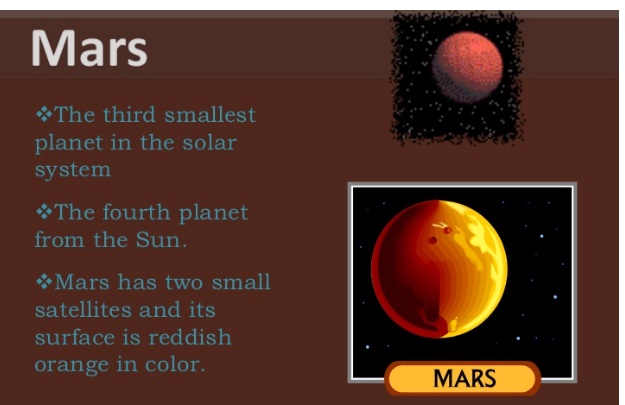 Mars
❖The third smallest
planet in the solar
system
❖The fourth planet
from the Sun.
❖Mars has two small
satellites and its
surface is reddish
orange in color.
MARS